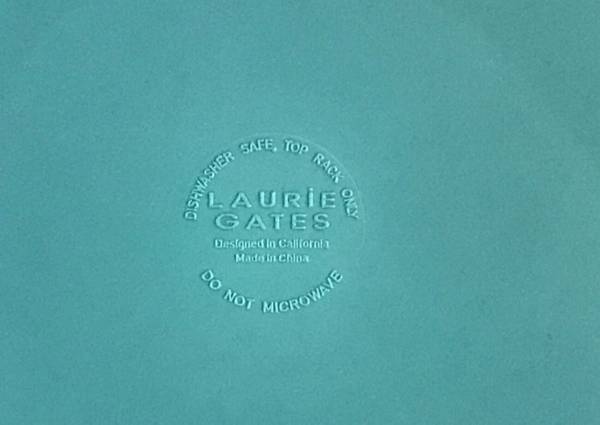 DISHWASHER SAFE, TOP RACK ONLY
LAURiE
GATES
Designed in California
Made in China
DO NOT MICROWAVE